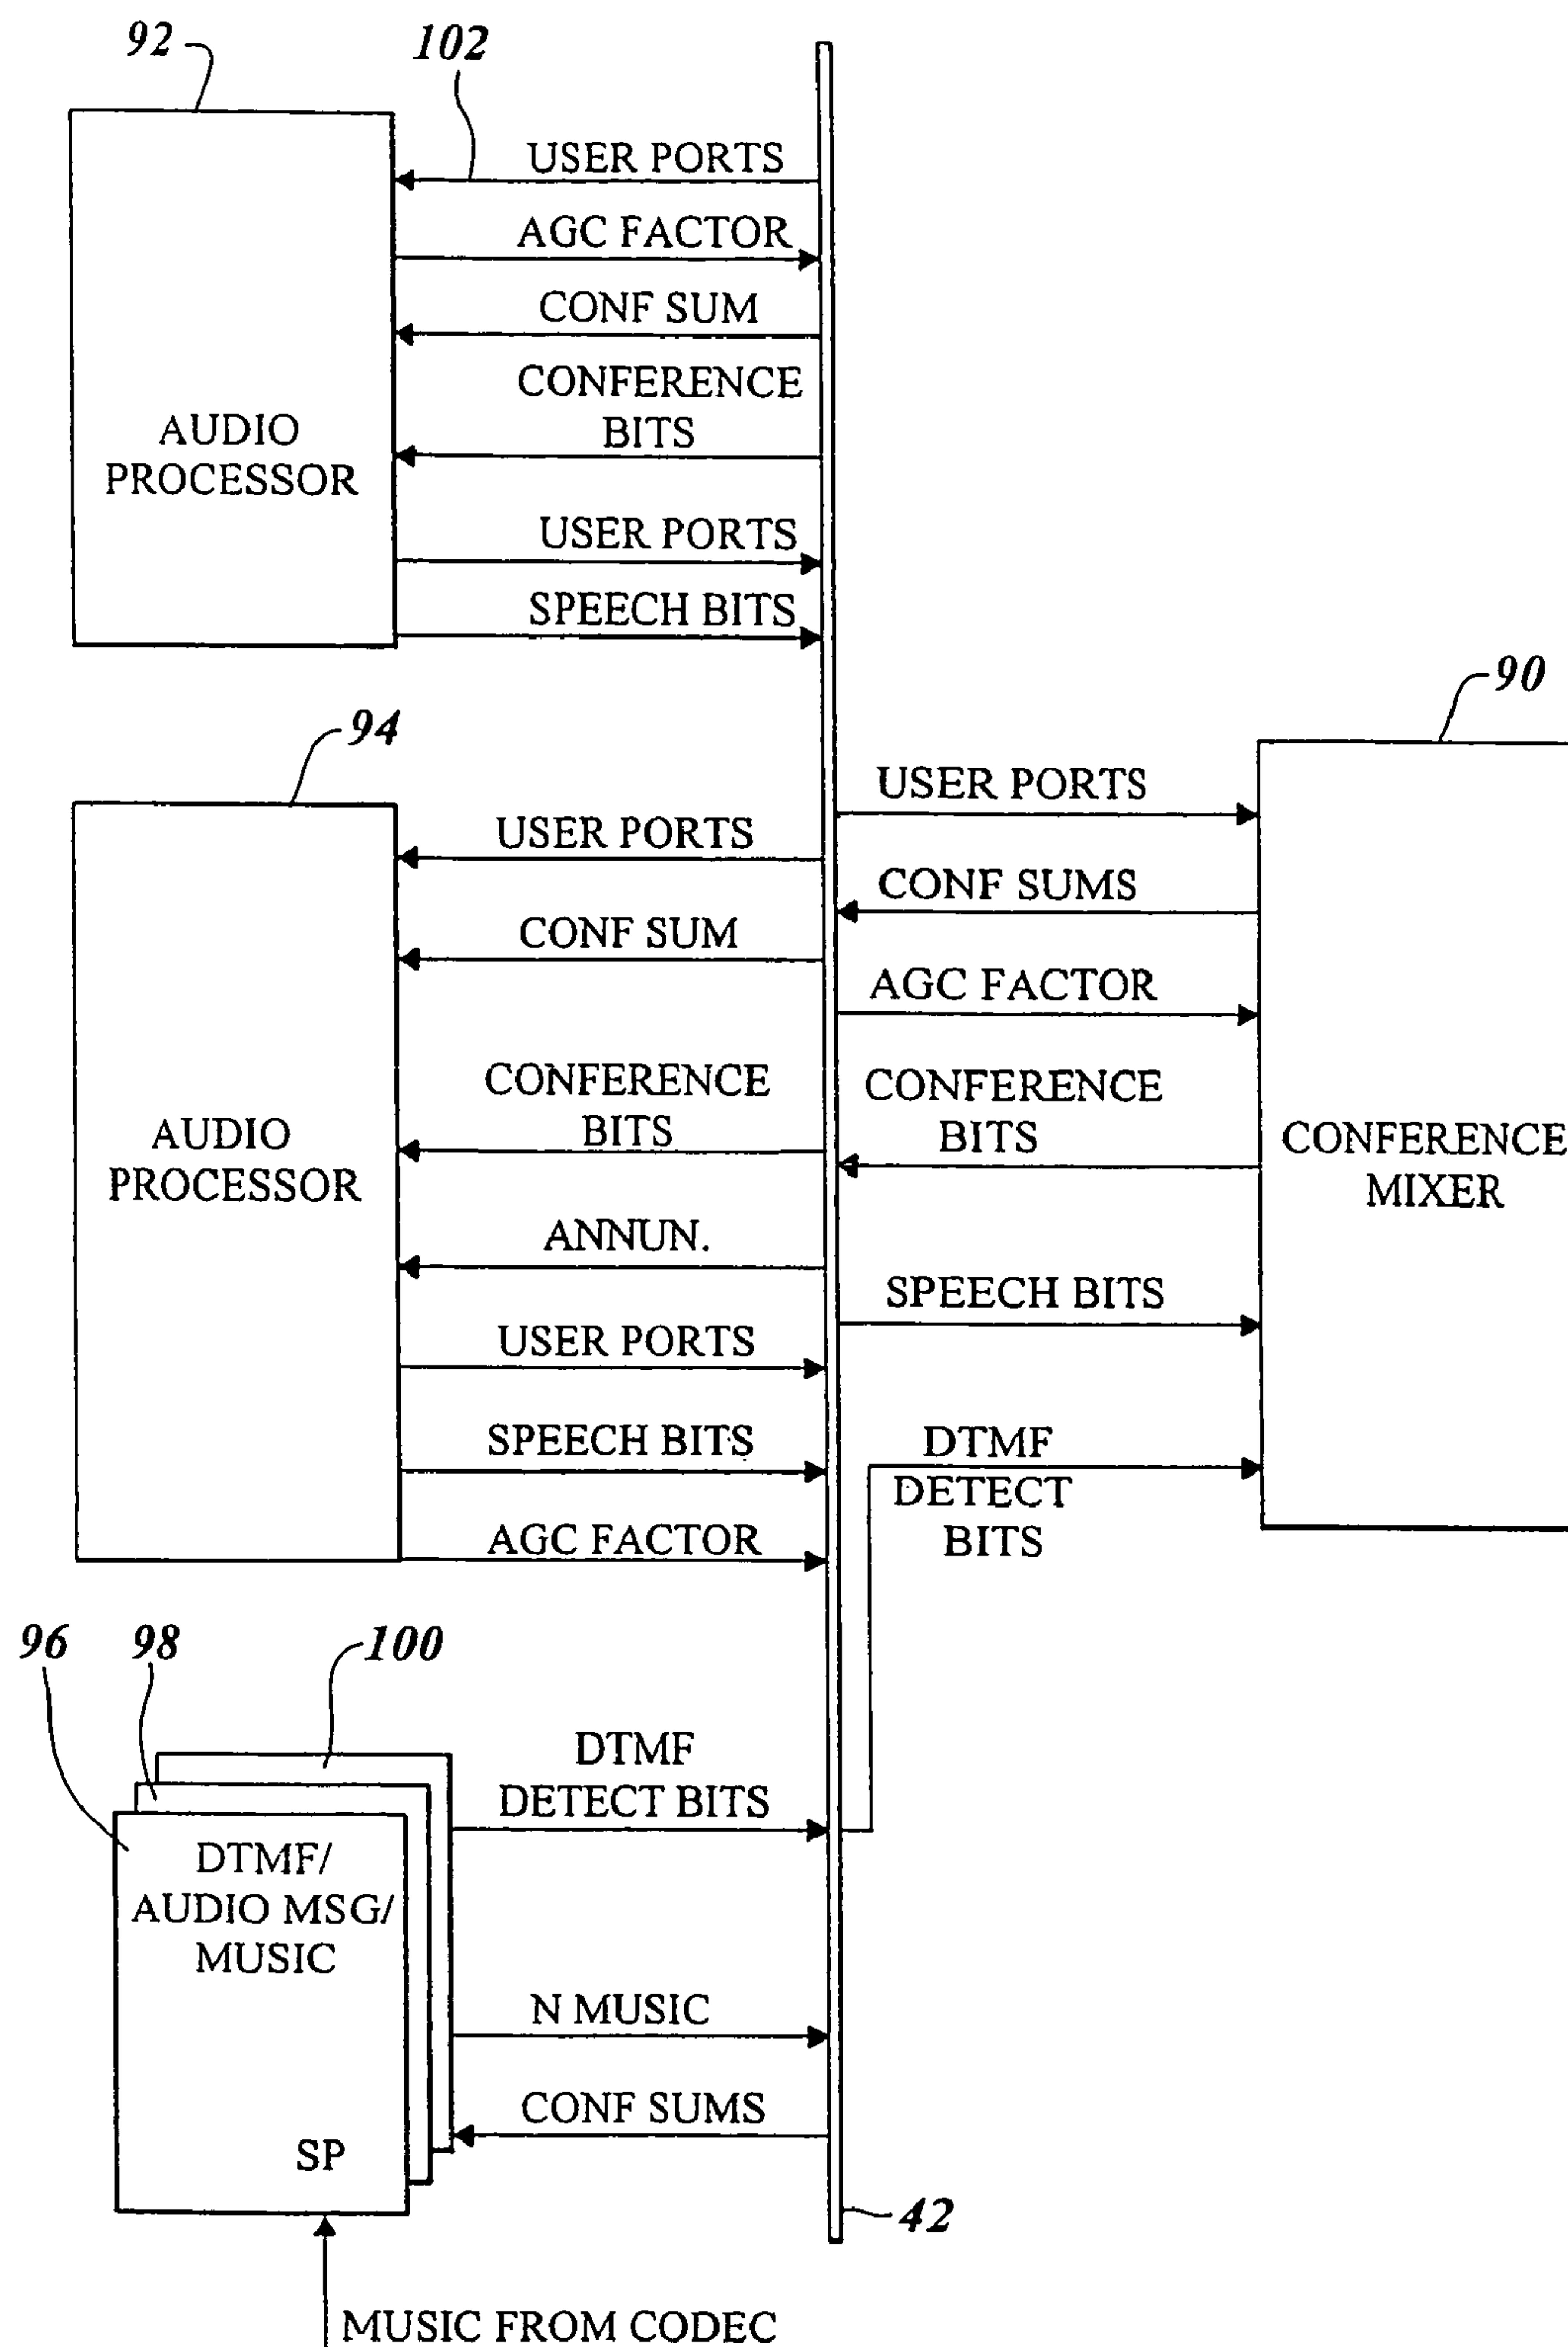 92
102
USER PORTS
AGC FACTOR
CONF SUM
CONFERENCE
BITS
AUDIO
PROCESSOR
USER PORTS
SPEECH BITS
94
USER PORTS
CONF SUM
CONFERENCE
BITS
AUDIO
PROCESSOR
ANNUN.
USER PORTS
SPEECH BITS
AGC FACTOR
90
USER PORTS
CONF SUMS
AGC FACTOR
CONFERENCE
BITS
CONFERENCE
MIXER
SPEECH BITS
DTMF
DETECT
BITS
96
98
100
DTMF
DETECT BITS
DTMF/
AUDIO MSG/
MUSIC
N MUSIC
CONF SUMS
SP
42
MUSIC FROM CODEC